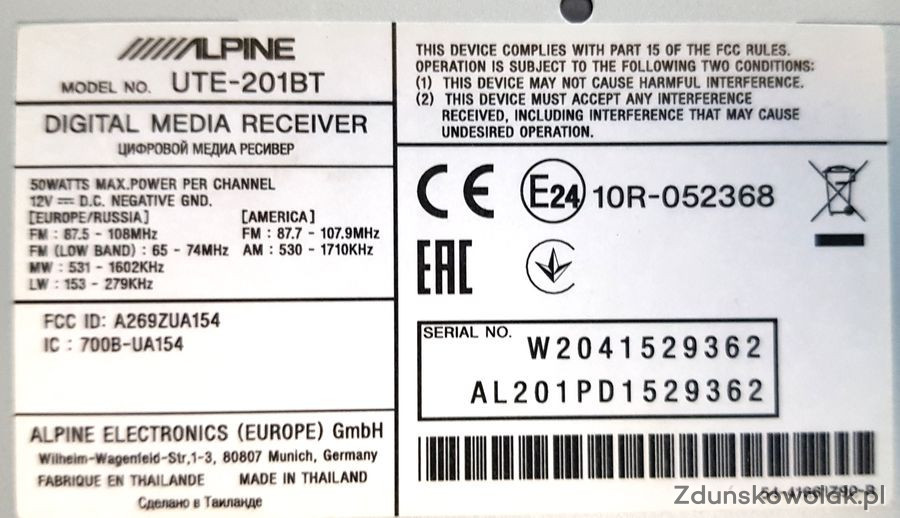 ALPINE
MODEL NO. UTE-201BT
DIGITAL MEDIA RECEIVER
ЦИФРОВОЙ МЕДИА РЕСИВЕР
50WATTS MAX.POWER PER CHANNEL
12V D.C. NEGATIVE GND.
[EUROPE/RUSSIA] [AMERICA]
FM : 87.5 - 108MHz FM : 87.7 - 107.9MHz
FM (LOW BAND) : 65 - 74MHz AM : 530 - 1710KHz
MW : 531 - 1602KHz
LW : 153 - 279KHz
FCC ID: A269ZUA154
IC : 700B-UA154
ALPINE ELECTRONICS (EUROPE) GmbH
Wilhelm-Wagenfeld-Str,1-3, 80807 Munich, Germany
FABRIQUE EN THAILANDE MADE IN THAILAND
Сделано в Таиланде
THIS DEVICE COMPLIES WITH PART 15 OF THE FCC RULES.
OPERATION IS SUBJECT TO THE FOLLOWING TWO CONDITIONS:
(1) THIS DEVICE MAY NOT CAUSE HARMFUL INTERFERENCE.
(2) THIS DEVICE MUST ACCEPT ANY INTERFERENCE
RECEIVED, INCLUDING INTERFERENCE THAT MAY CAUSE
UNDESIRED OPERATION.
CE E24 10R-052368
EAC
SERIAL NO. W2041529362
AL201PD1529362
Zdunskowolak.pl